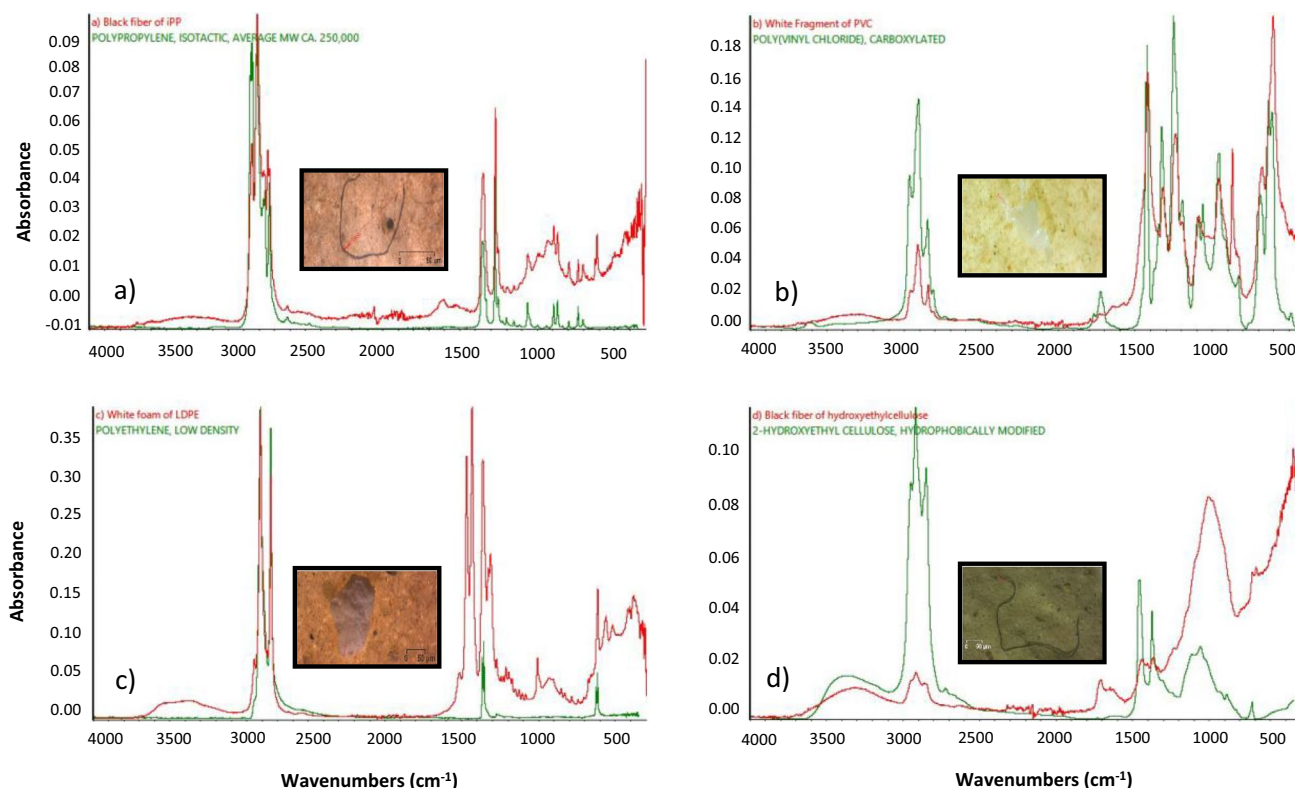 a) Black fiber of iPP
POLYPROPYLENE, ISOTACTIC, AVERAGE MW CA. 250,000
0.09
0.08
0.07
0.06
0.05
0.04
0.03
0.02
0.01
0.00
-0.01
Absorbance
a)
4000 3500 3000 2500 2000 1500 1000 500
b) White Fragment of PVC
POLY(VINYL CHLORIDE), CARBOXYLATED
0.18
0.16
0.14
0.12
0.10
0.08
0.06
0.04
0.02
0.00
b)
4000 3500 3000 2500 2000 1500 1000 500
c) White foam of LDPE
POLYETHYLENE, LOW DENSITY
0.35
0.30
0.25
0.20
0.15
0.10
0.05
0.00
Absorbance
0 50 µm
c)
4000 3500 3000 2500 2000 1500 1000 500
Wavenumbers (cm-1)
d) Black fiber of hydroxyethylcellulose
2-HYDROXYETHYL CELLULOSE, HYDROPHOBICALLY MODIFIED
0.10
0.08
0.06
0.04
0.02
0.00
0 50 µm
d)
4000 3500 3000 2500 2000 1500 1000 500
Wavenumbers (cm-1)